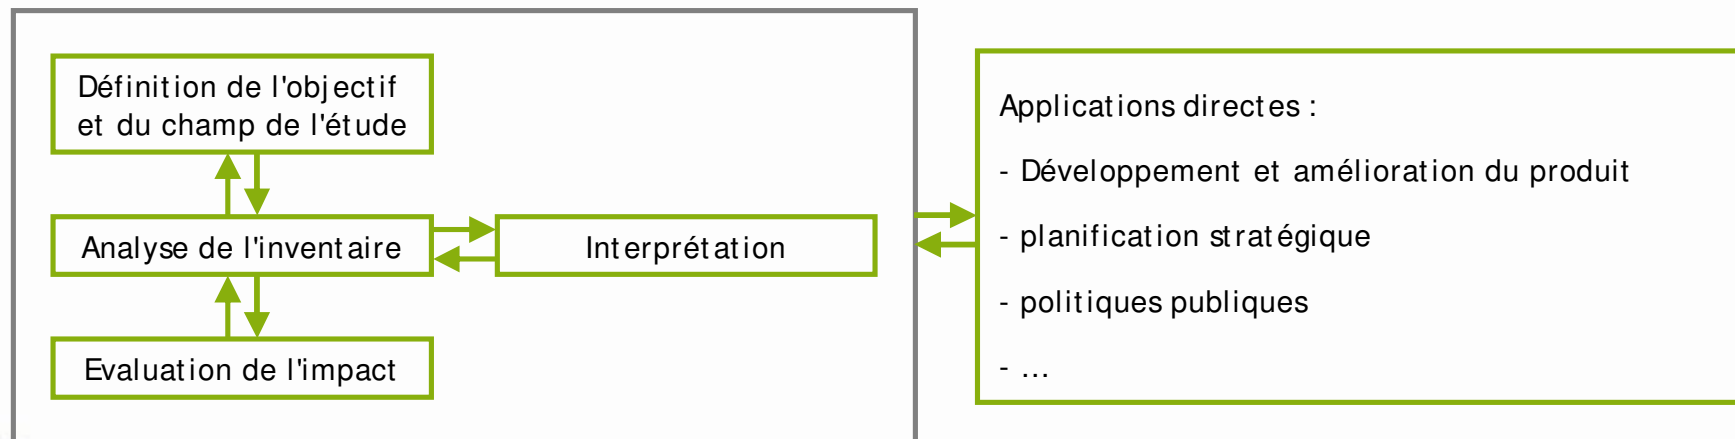 Définition de l'objectif
et du champ de l'étude
Analyse de l'inventaire
Interprétation
Evaluation de l'impact
Applications directes :
- Développement et amélioration du produit
- planification stratégique
- politiques publiques
- ...